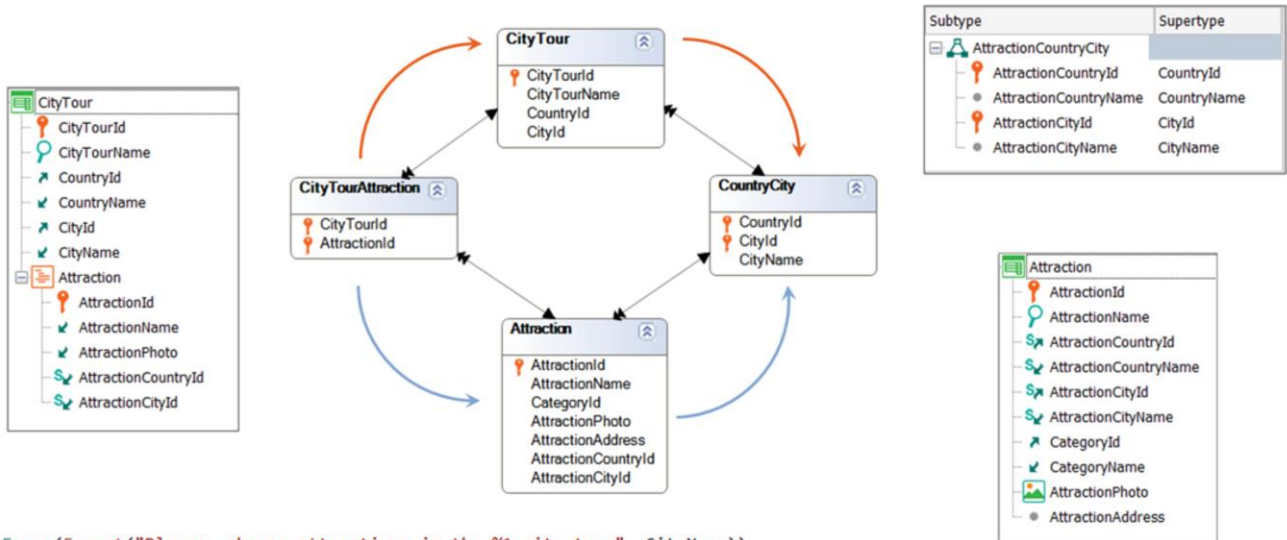 CityTour
CityTourId
CityTourName
CountryId
CountryName
CityId
CityName
Attraction
AttractionId
AttractionName
AttractionPhoto
AttractionCountryId
AttractionCityId
CityTour
CityTourId
CityTourName
CountryId
CityId
CityTourAttraction
CityTourId
AttractionId
CountryCity
CountryId
CityId
CityName
Attraction
AttractionId
AttractionName
CategoryId
AttractionPhoto
AttractionAddress
AttractionCountryId
AttractionCityId
Subtype Supertype
AttractionCountryCity
AttractionCountryId CountryId
AttractionCountryName CountryName
AttractionCityId CityId
AttractionCityName CityName
Attraction
AttractionId
AttractionName
AttractionCountryId
AttractionCountryName
AttractionCityId
AttractionCityName
CategoryId
CategoryName
AttractionPhoto
AttractionAddress